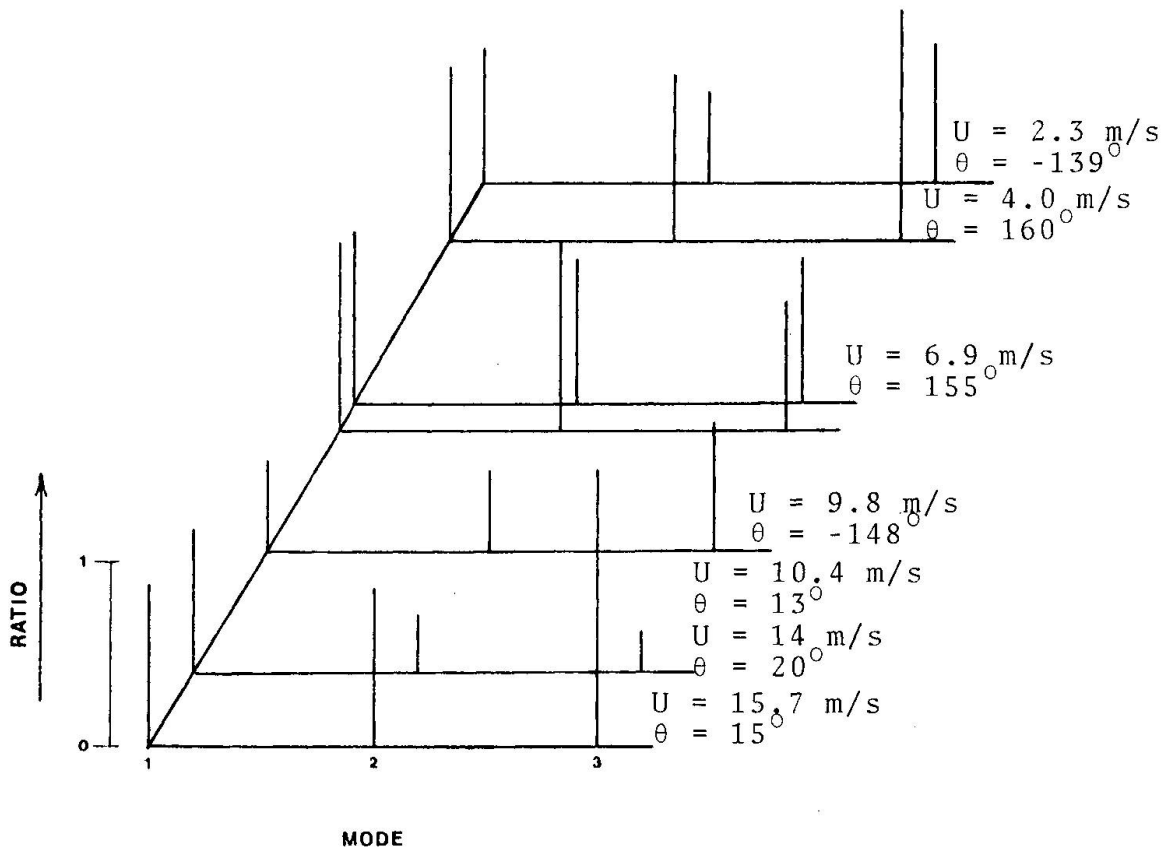 U = 2.3 m/s
θ = -139°
U = 4.0 m/s
θ = 160°
U = 6.9 m/s
θ = 155°
U = 9.8 m/s
θ = -148°
U = 10.4 m/s
θ = 13°
U = 14 m/s
θ = 20°
U = 15.7 m/s
θ = 15°
RATIO
1
0
1 2 3
MODE